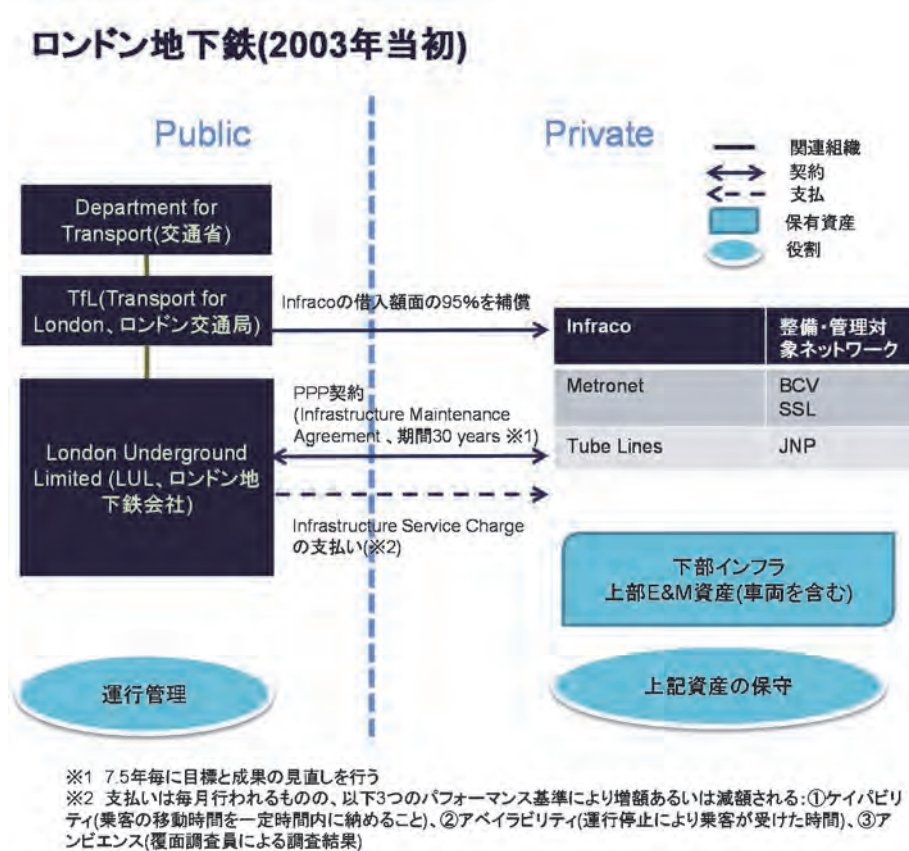 ロンドン地下鉄(2003年当初)
Public
Private
関連組織
契約
支払
保有資産
役割
Department for
Transport(交通省)
TfL(Transport for
London、ロンドン交通局)
Infracoの借入額面の95%を補償
Infraco
整備・管理対
象ネットワーク
Metronet
BCV
SSL
Tube Lines
JNP
London Underground
Limited (LUL、ロンドン地
下鉄会社)
PPP契約
(Infrastructure Maintenance
Agreement 、期間30 years ※1)
Infrastructure Service Charge
の支払い(※2)
下部インフラ
上部E&M資産(車両を含む)
運行管理
上記資産の保守
※1 7.5年毎に目標と成果の見直しを行う
※2 支払いは毎月行われるものの、以下3つのパフォーマンス基準により増額あるいは減額される:①ケイパビリ
ティ(乗客の移動時間を一定時間内に納めること)、②アベイラビリティ(運行停止により乗客が受けた時間)、③ア
ンビエンス(覆面調査員による調査結果)